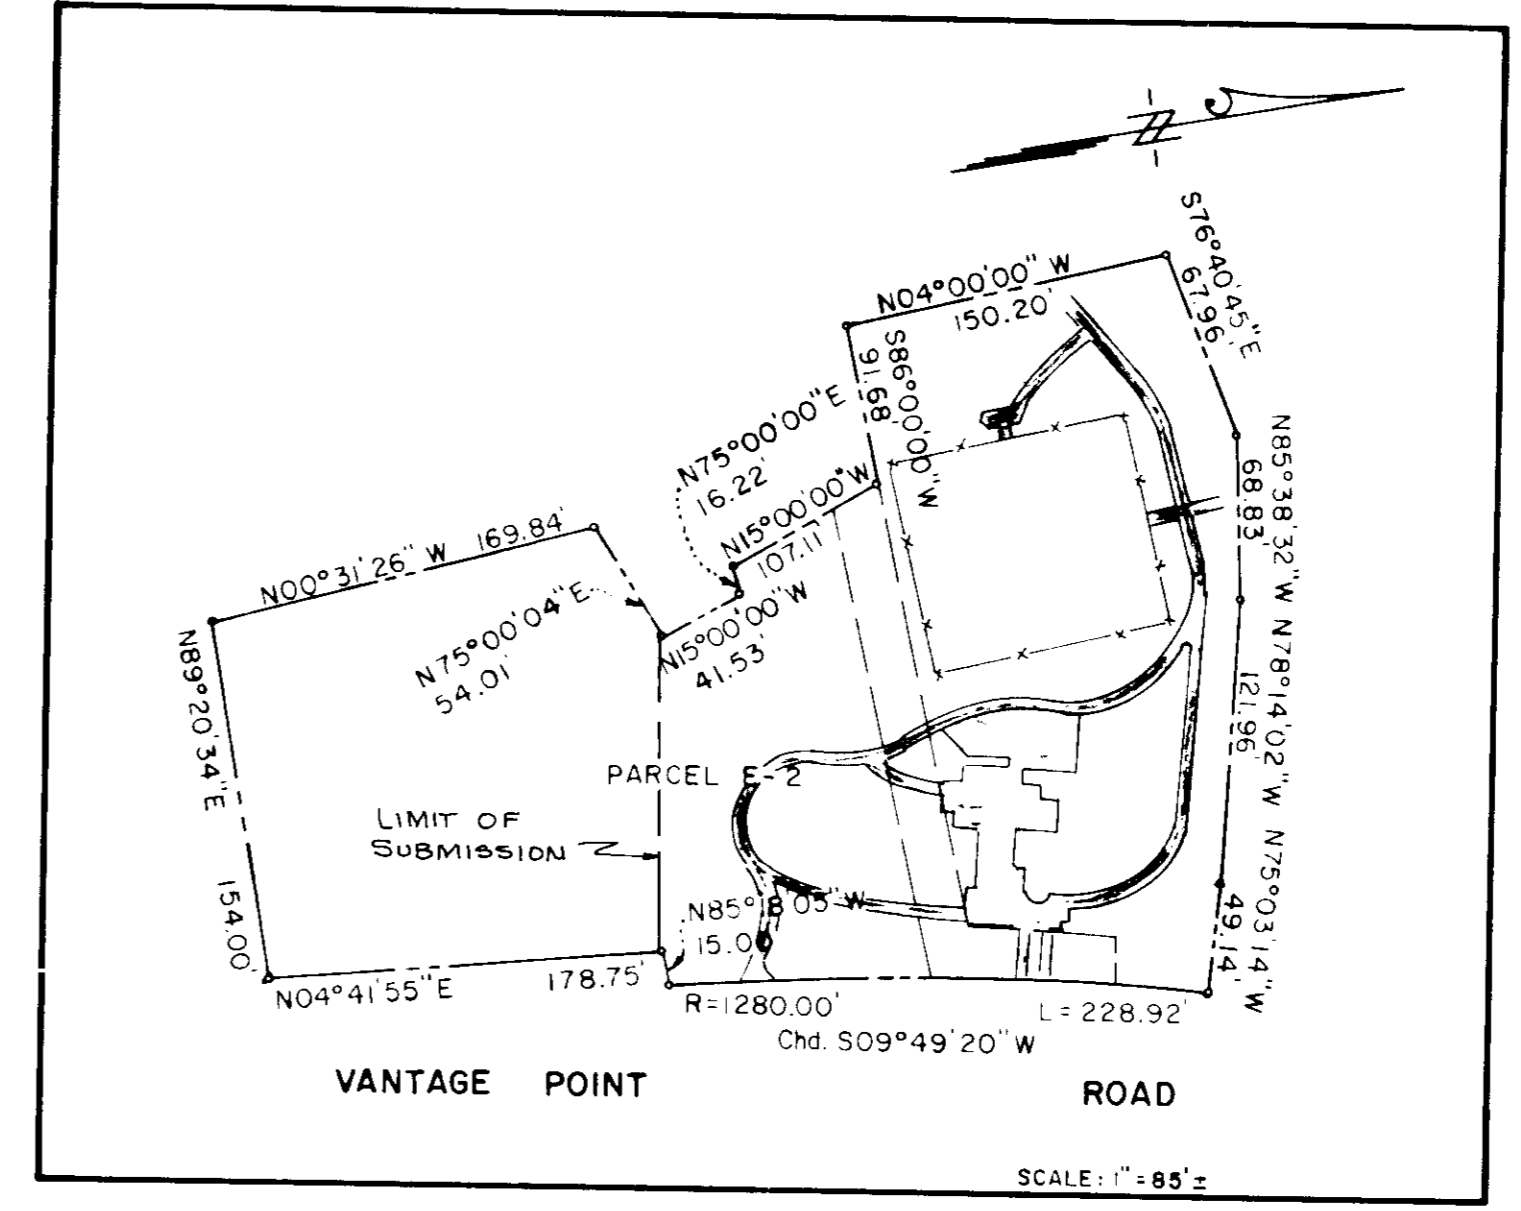 S76°40'45"E
67.96'
N04°00'00" W
150.20'
S86°00'00"W
91.68'
N75°00'00"E
16.22'
N15°00'00"W
107.11'
N85°38'32"W
68.83'
169.84'
N00°31'26" W
N75°00'04"E
54.01'
N15°00'00"W
41.53'
N78°14'02"W
121.96'
N89°20'34"E
154.00'
PARCEL E-2
LIMIT OF
SUBMISSION
N75°03'14"W
49.14'
15.0
178.75'
N04°41'55"E
R=1280.00'
L=228.92'
Chd. S09°49'20"W
VANTAGE POINT ROAD
SCALE: 1"=85'±